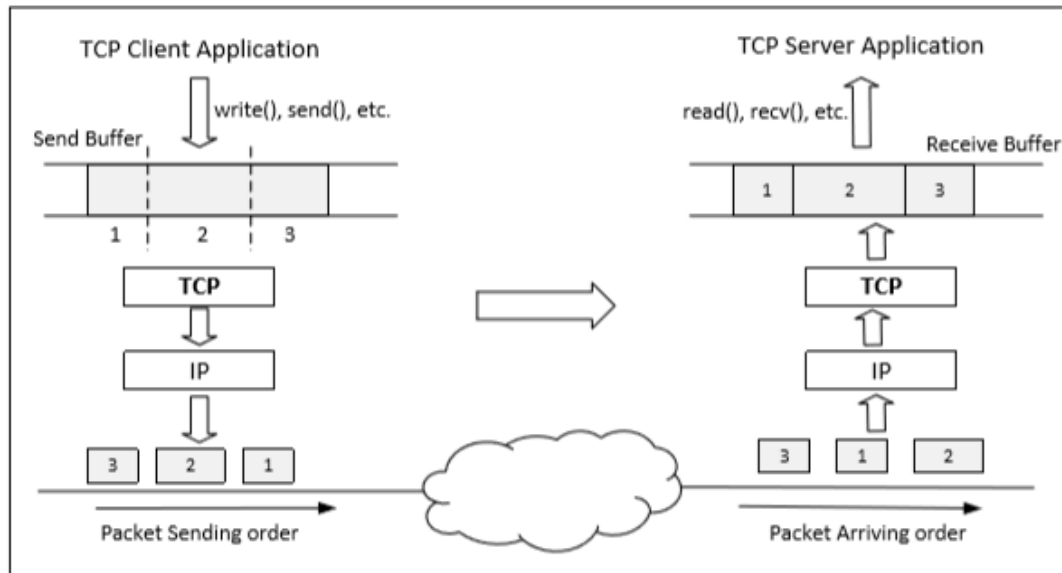 TCP Client Application
write(), send(), etc.
Send Buffer
1 2 3
TCP
IP
3 2 1
Packet Sending order
TCP Server Application
read(), recv(), etc.
Receive Buffer
1 2 3
TCP
IP
3 1 2
Packet Arriving order